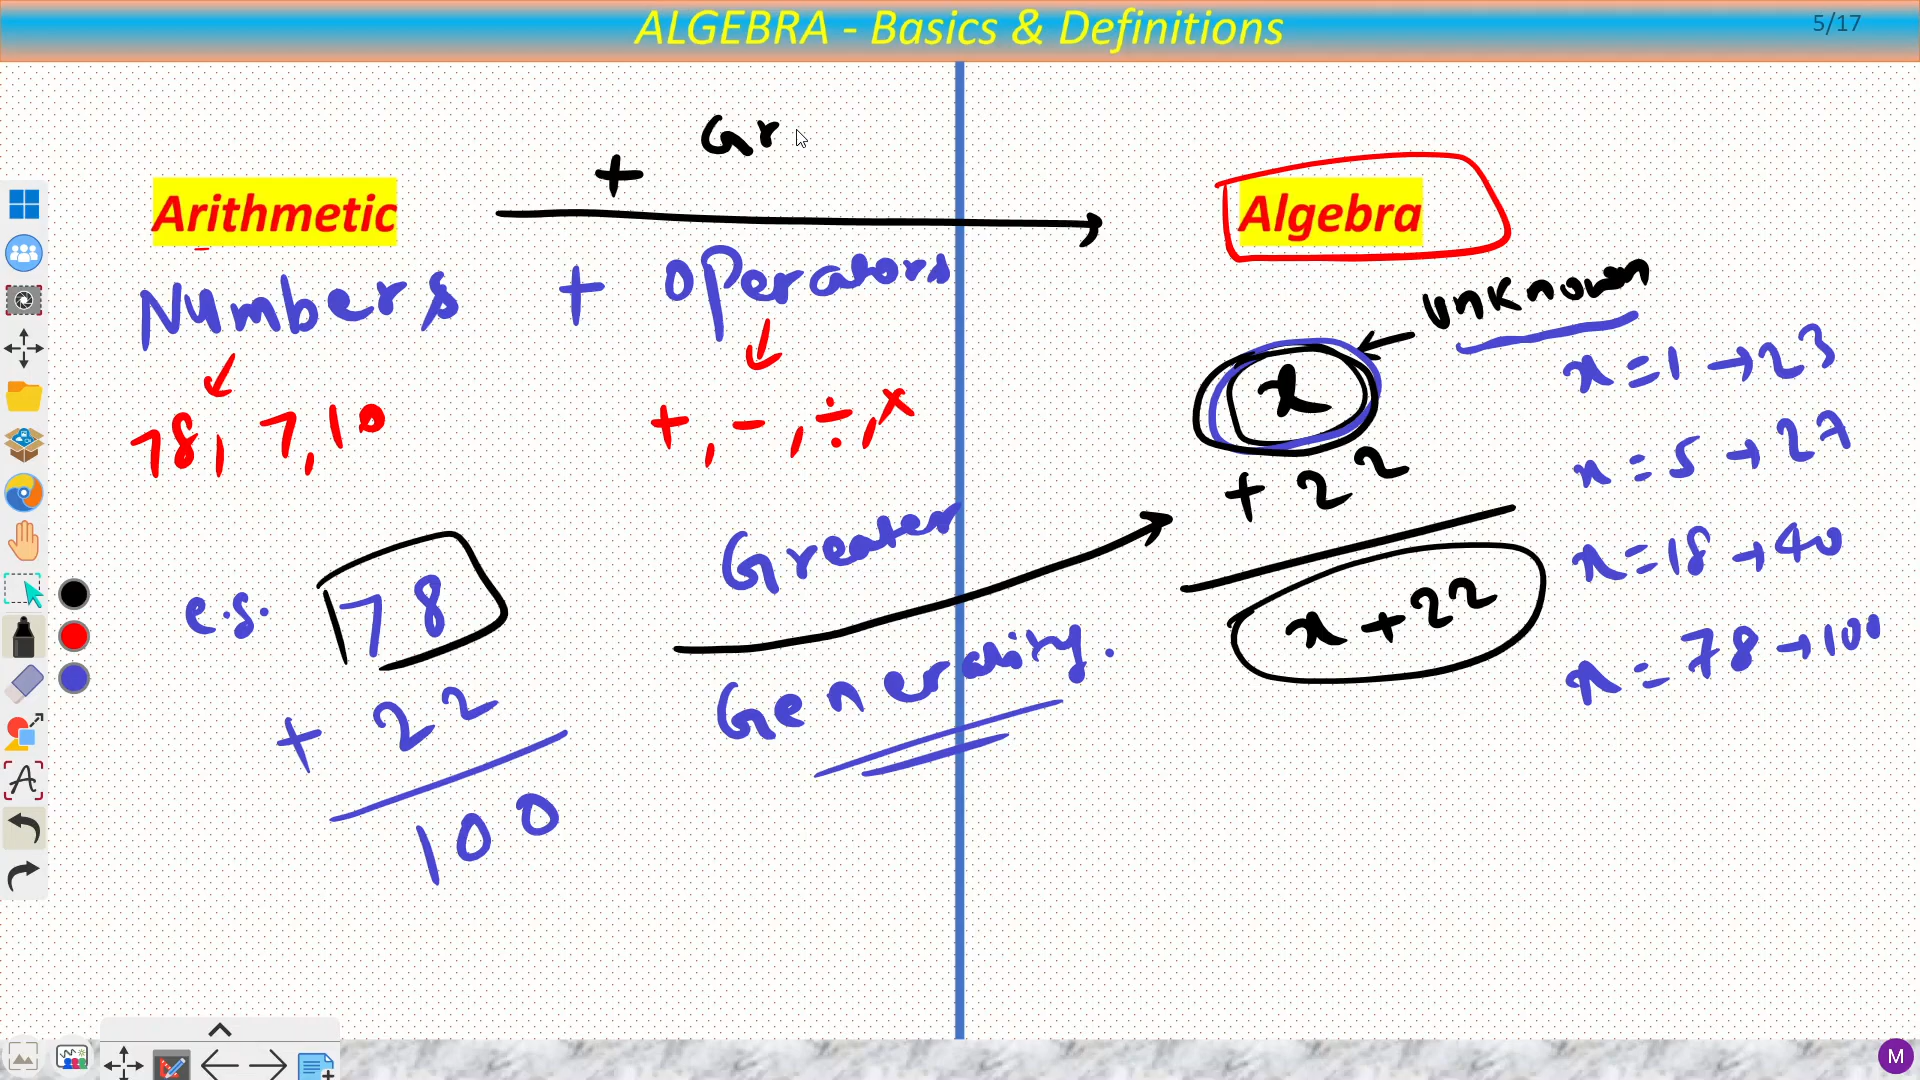 ALGEBRA - Basics & Definitions
5/17
+ Gr
Arithmetic
Algebra
Numbers + Operators
78, 7, 10
+, -, ÷, ×
e.g. 78
+ 22
100
Greater
Generality.
unknown
x
+ 22
x + 22
x = 1 → 23
x = 5 → 27
x = 18 → 40
x = 78 → 100
M